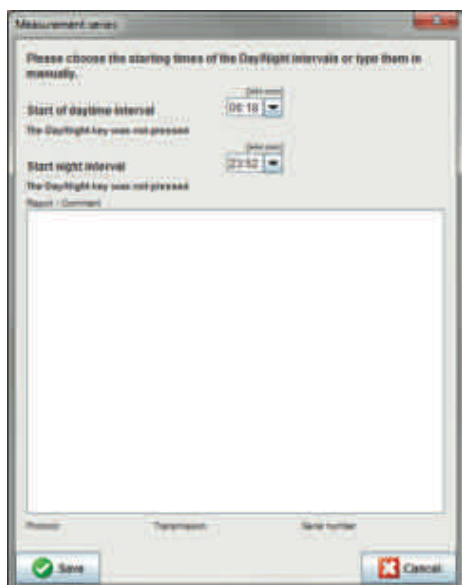 Measurement series
Please choose the starting times of the Day/Night intervals or type them in
manually.
Start of daytime interval
06:18
The Day/Night-key was not pressed
Start night interval
23:52
The Day/Night-key was not pressed
Report / Comment
Protocol Transmission Serial number
Save Cancel